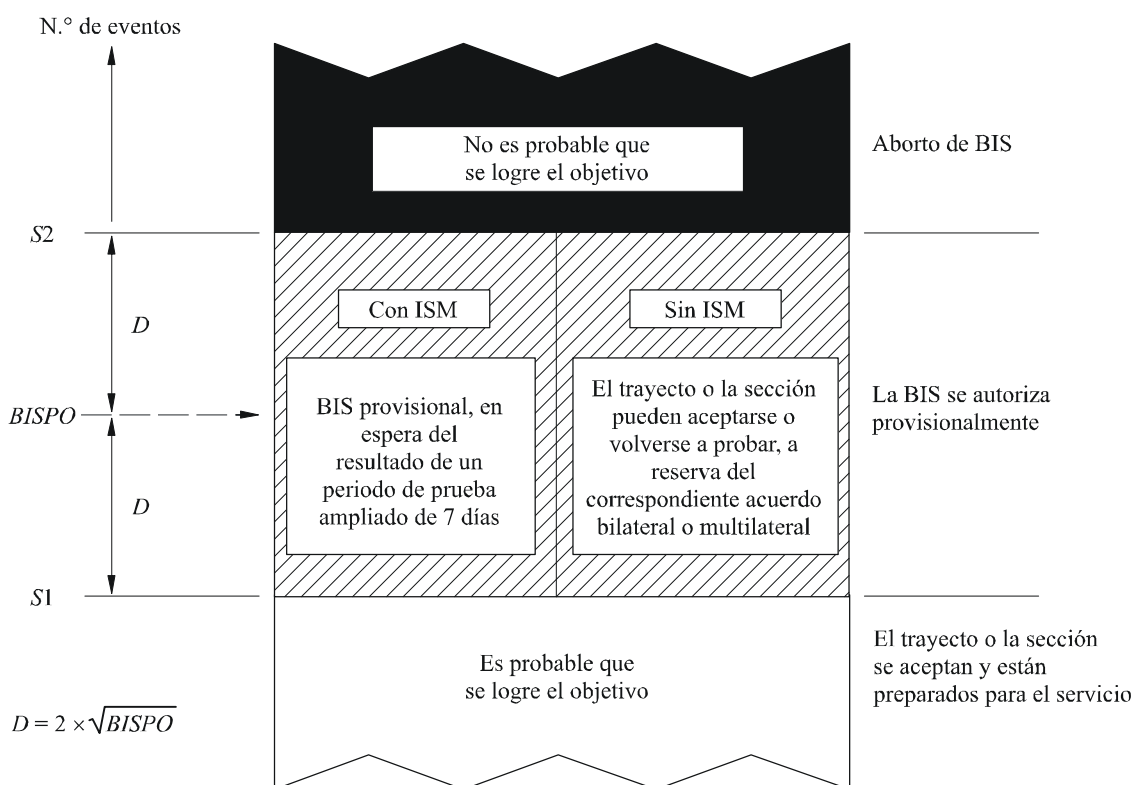 N.° de eventos
No es probable que
se logre el objetivo
Aborto de BIS
S2
D
Con ISM
Sin ISM
BIS provisional, en
espera del
resultado de un
periodo de prueba
ampliado de 7 días
El trayecto o la sección
pueden aceptarse o
volverse a probar, a
reserva del
correspondiente acuerdo
bilateral o multilateral
La BIS se autoriza
provisionalmente
BISPO
D
S1
Es probable que
se logre el objetivo
El trayecto o la sección
se aceptan y están
preparados para el servicio
D = 2 × √BISPO